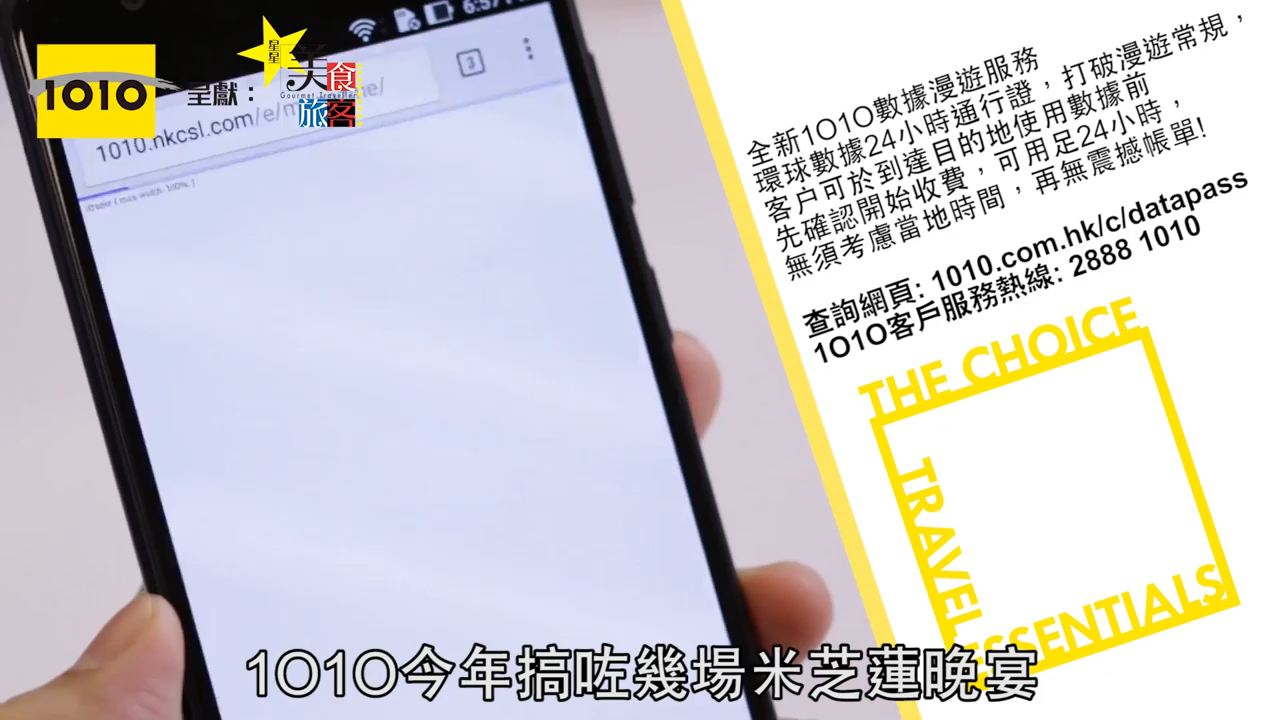 1O1O
呈獻：
星星
美食
Gourmet Traveller
旅客
6:57
3
1010.hkcsl.com/e/m
全新1O1O數據漫遊服務
環球數據24小時通行證，打破漫遊常規，
客戶可於到達目的地使用數據前
先確認開始收費，可用足24小時，
無須考慮當地時間，再無震撼帳單!
查詢網頁: 1010.com.hk/c/datapass
1O1O客戶服務熱線: 2888 1010
THE CHOICE
TRAVEL
ESSENTIALS
1O1O今年搞咗幾場米芝蓮晚宴